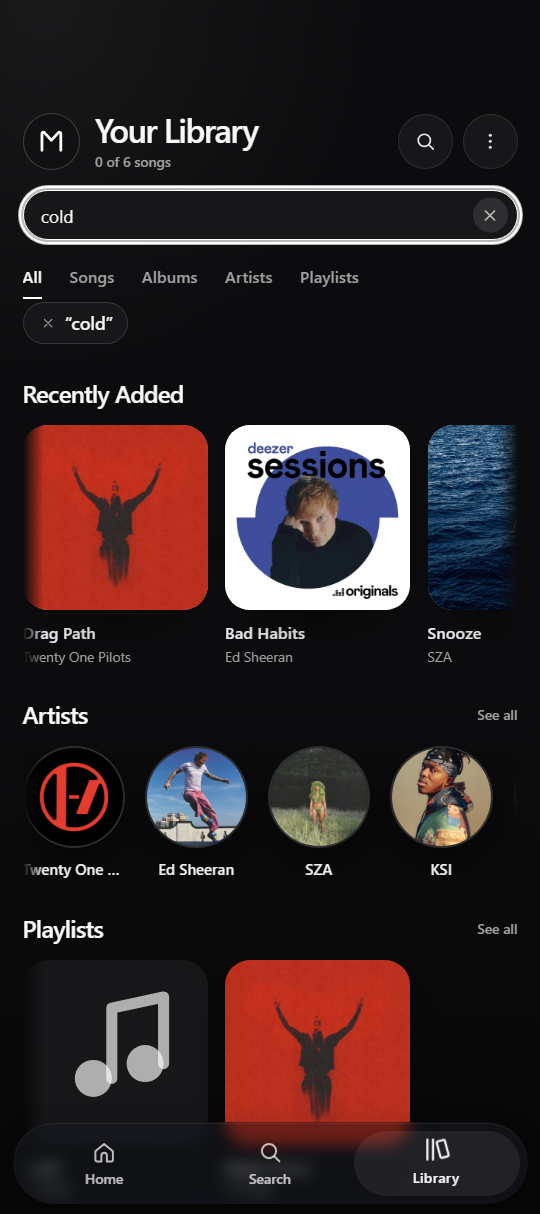 Your Library
0 of 6 songs
cold
All Songs Albums Artists Playlists
“cold”
Recently Added
deezer
sessions
originals
Drag Path
Twenty One Pilots
Bad Habits
Ed Sheeran
Snooze
SZA
Artists
See all
Twenty One ...
Ed Sheeran
SZA
KSI
Playlists
See all
Home
Search
Library